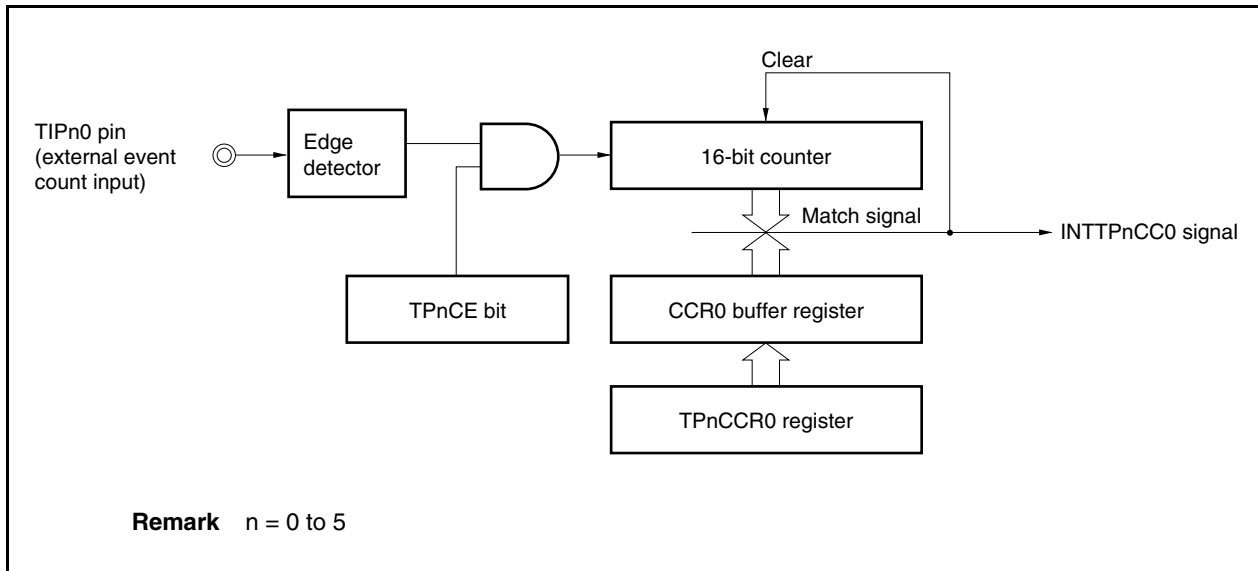 Clear
TIPn0 pin
(external event
count input)
Edge
detector
16-bit counter
Match signal
INTTPnCC0 signal
TPnCE bit
CCR0 buffer register
TPnCCR0 register
Remark n = 0 to 5